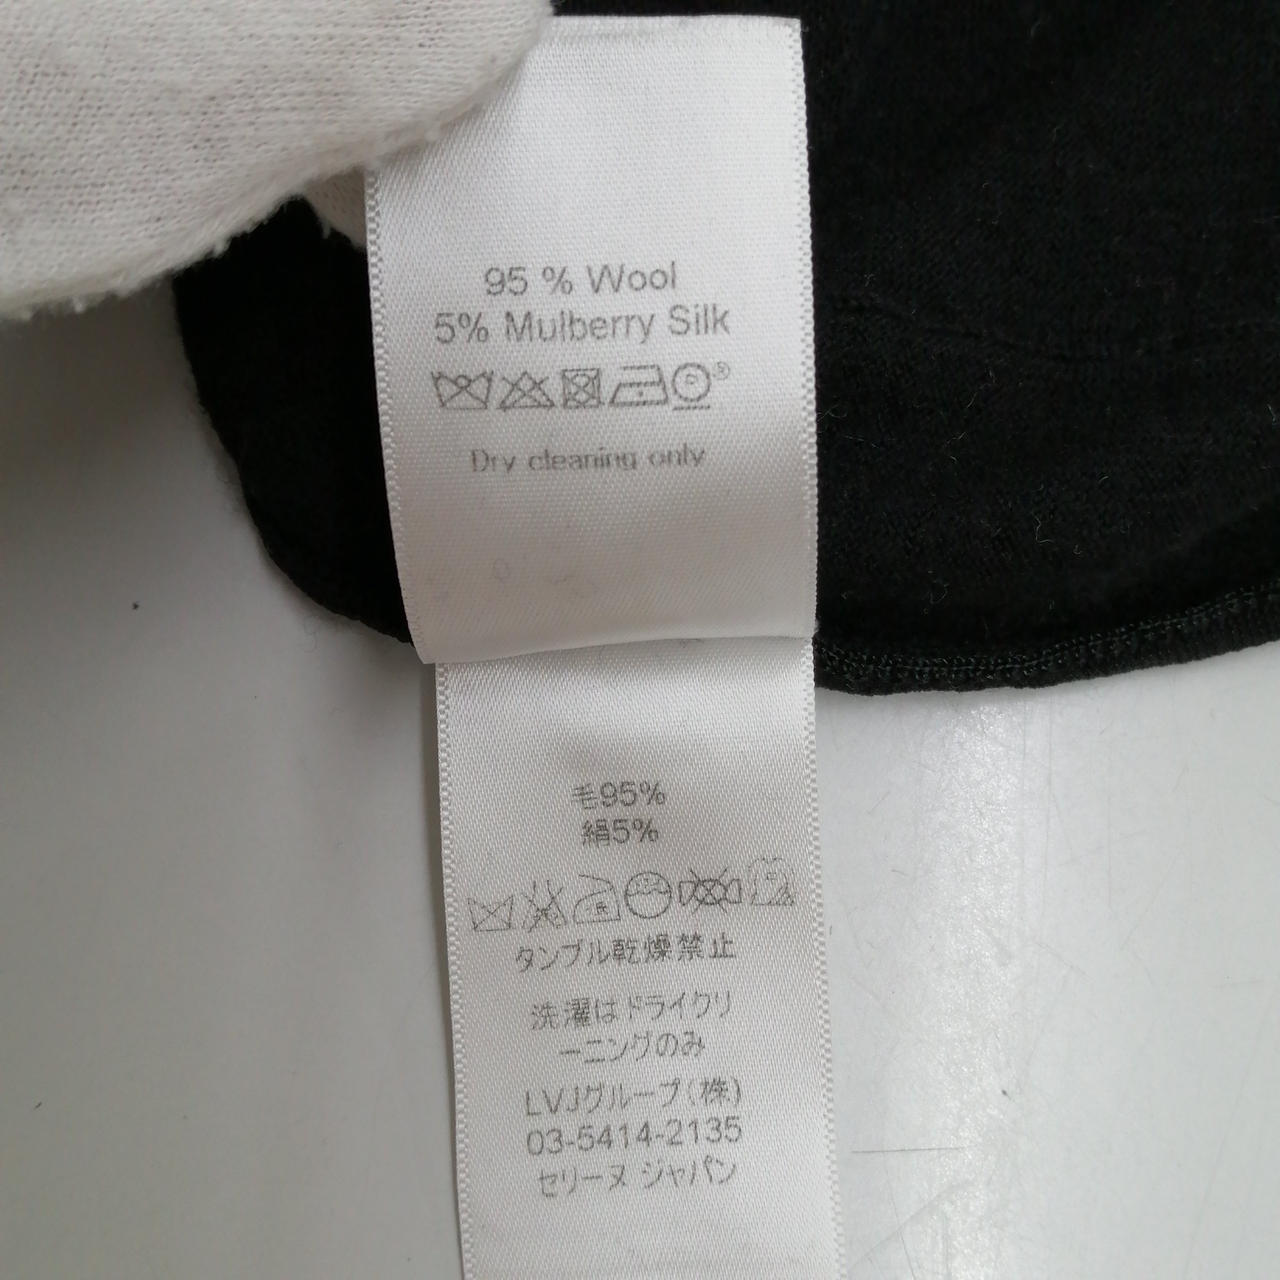 95 % Wool
5% Mulberry Silk
Dry cleaning only
毛95%
絹5%
タンブル乾燥禁止
洗濯はドライクリ
ーニングのみ
LVJグループ(株)
03-5414-2135
セリーヌ ジャパン